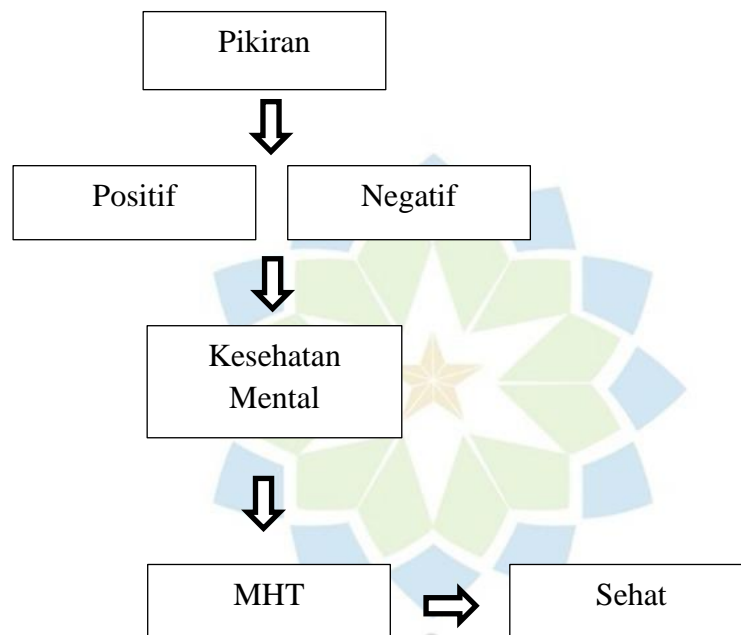 Pikiran
Positif
Negatif
Kesehatan
Mental
MHT
Sehat